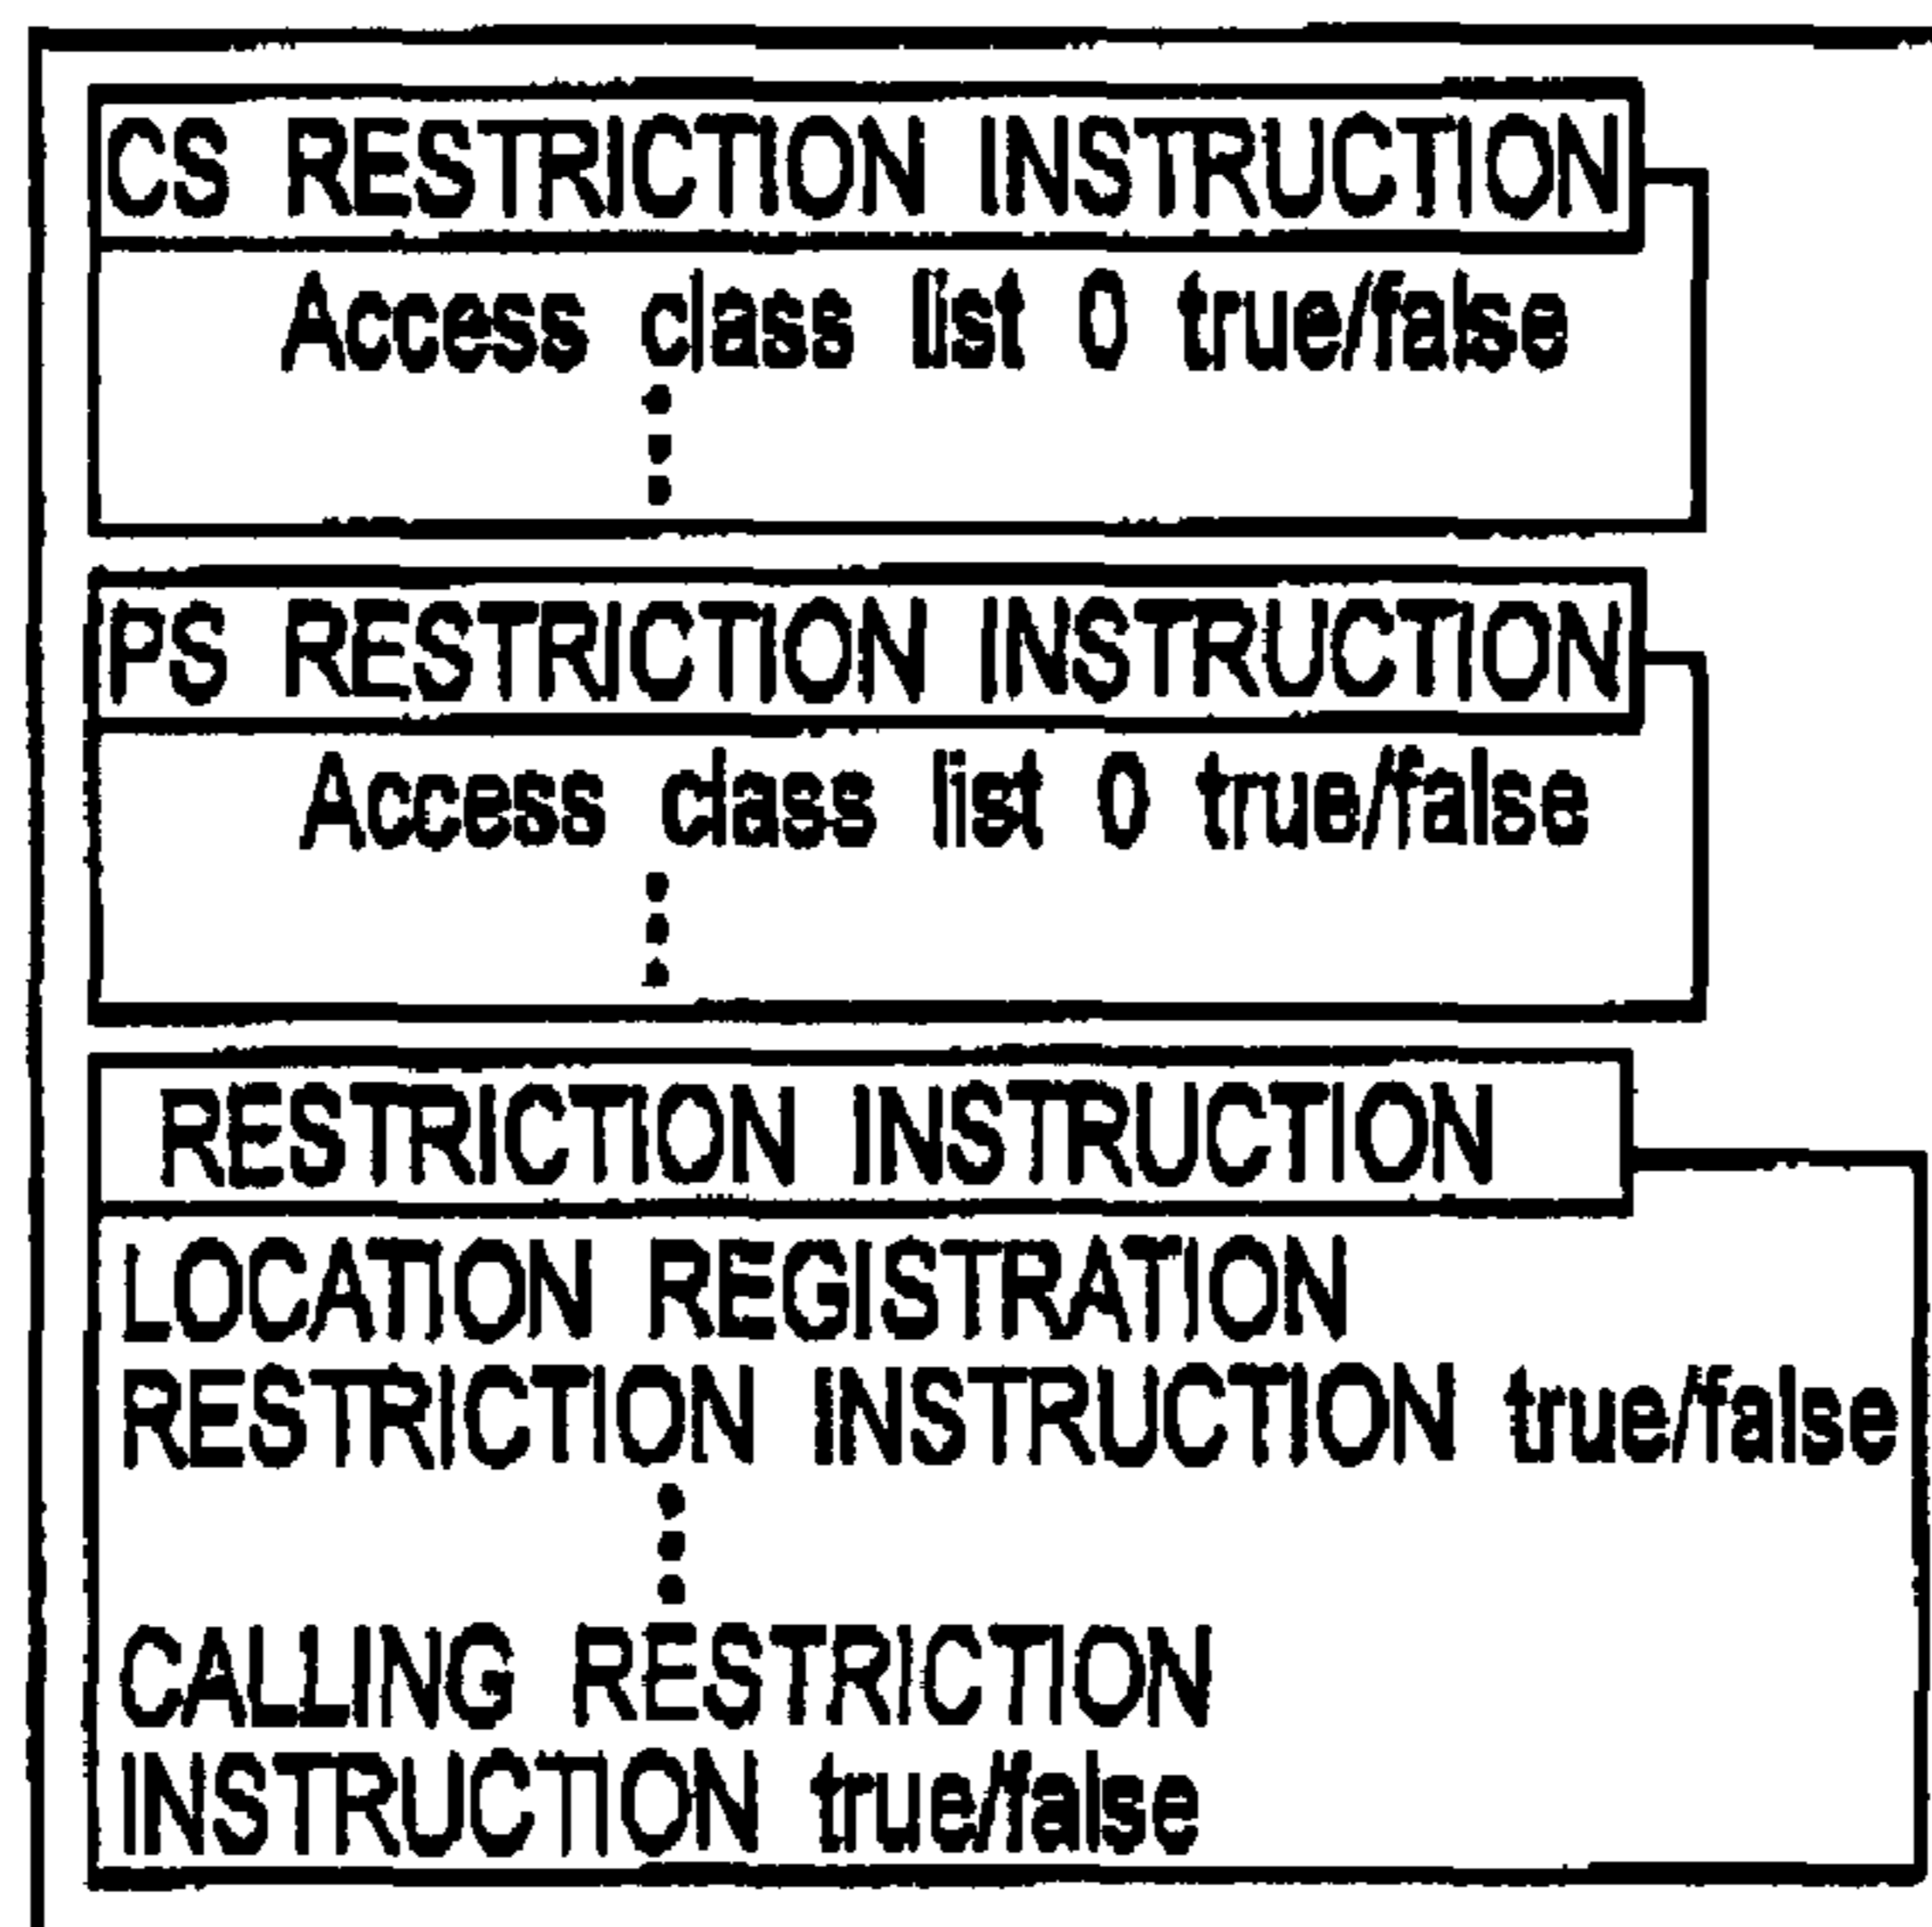 CS RESTRICTION INSTRUCTION
Access class list 0 true/false
PS RESTRICTION INSTRUCTION
Access class list 0 true/false
RESTRICTION INSTRUCTION
LOCATION REGISTRATION
RESTRICTION INSTRUCTION true/false
CALLING RESTRICTION
INSTRUCTION true/false